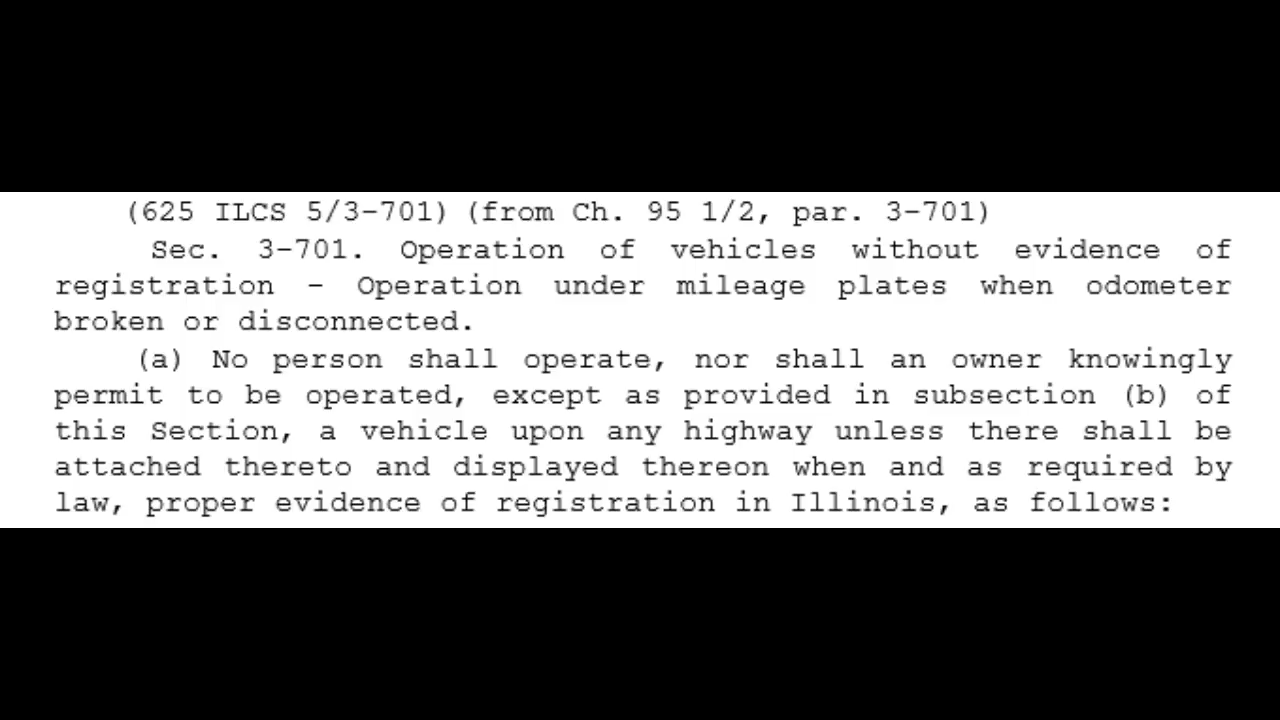 (625 ILCS 5/3-701) (from Ch. 95 1/2, par. 3-701)
Sec. 3-701. Operation of vehicles without evidence of
registration - Operation under mileage plates when odometer
broken or disconnected.
(a) No person shall operate, nor shall an owner knowingly
permit to be operated, except as provided in subsection (b) of
this Section, a vehicle upon any highway unless there shall be
attached thereto and displayed thereon when and as required by
law, proper evidence of registration in Illinois, as follows: